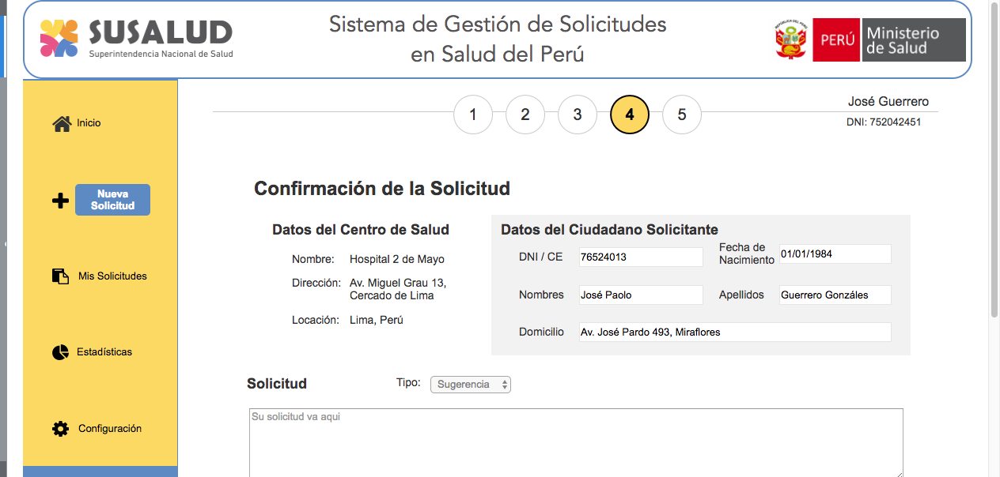 SUSALUD
Superintendencia Nacional de Salud
Sistema de Gestión de Solicitudes
en Salud del Perú
REPUBLICA DEL PERU
PERÚ
Ministerio
de Salud
Inicio
Nueva
Solicitud
Mis Solicitudes
Estadísticas
Configuración
1
2
3
4
5
José Guerrero
DNI: 752042451
Confirmación de la Solicitud
Datos del Centro de Salud
Nombre: Hospital 2 de Mayo
Dirección: Av. Miguel Grau 13,
Cercado de Lima
Locación: Lima, Perú
Datos del Ciudadano Solicitante
DNI / CE 76524013
Fecha de
Nacimiento 01/01/1984
Nombres José Paolo
Apellidos Guerrero Gonzáles
Domicilio Av. José Pardo 493, Miraflores
Solicitud
Tipo: Sugerencia
Su solicitud va aqui